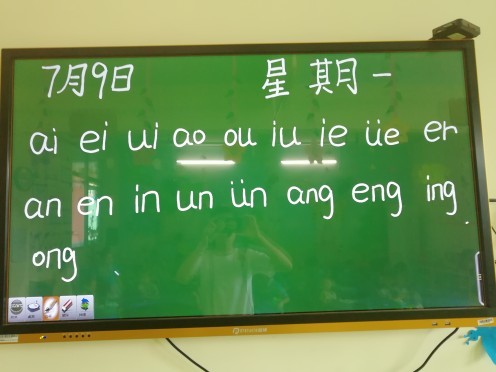 7月9日 星期一
ai ei ui ao ou iu ie üe er
an en in un ün ang eng ing
ong